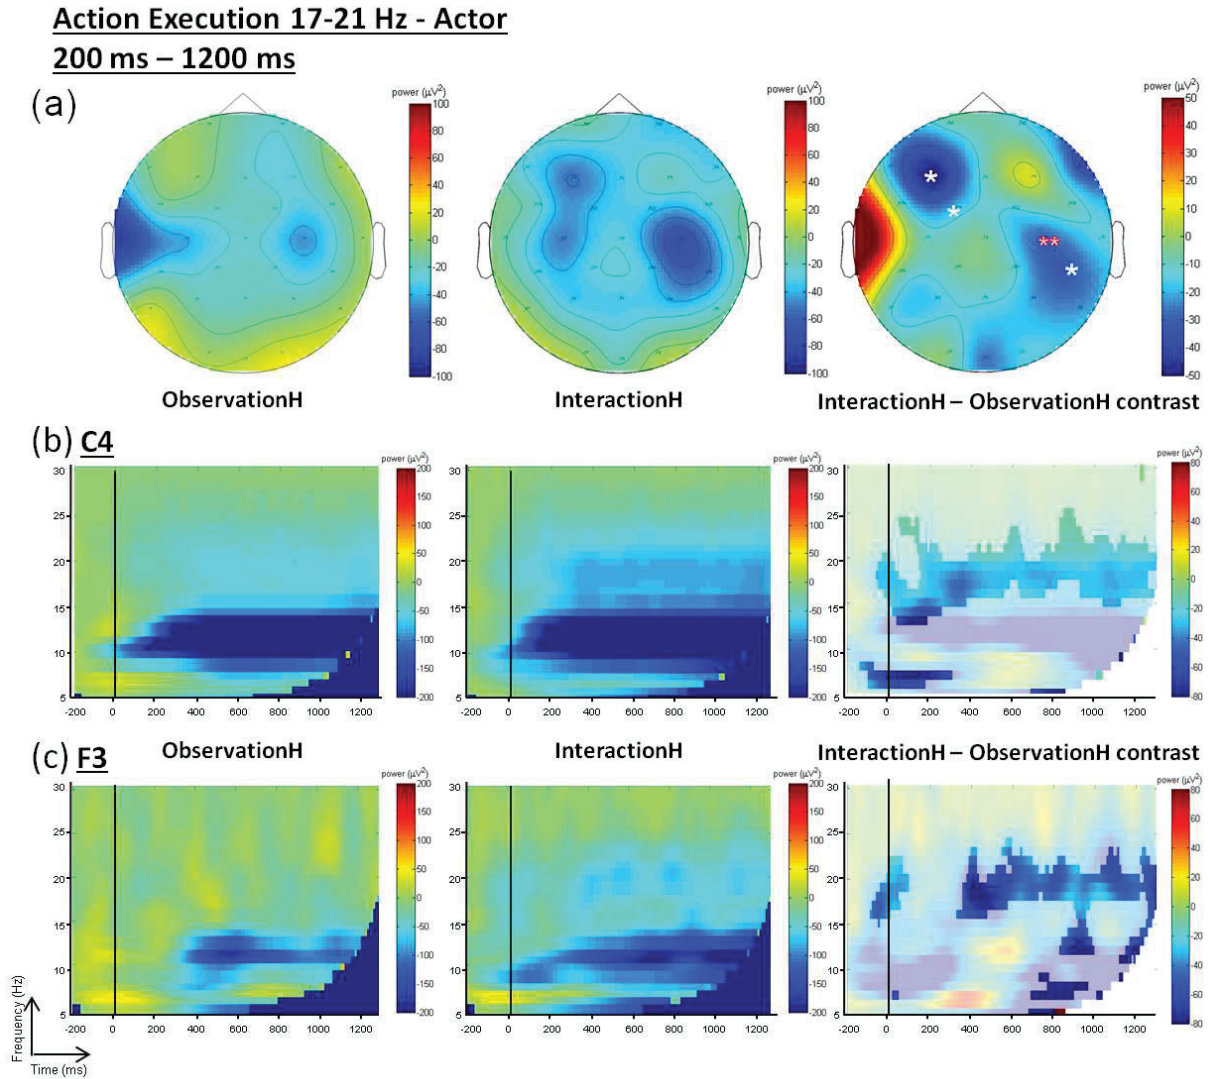 Action Execution 17-21 Hz - Actor
200 ms – 1200 ms
(a)
power (μV²) power (μV²) power (μV²)
100 100 50
80 80 40
60 60 30
40 40 20
20 20 10
0 0 0
-20 -20 -10
-40 -40 -20
-60 -60 -30
-80 -80 -40
-100 -100 -50
* * ** *
ObservationH InteractionH InteractionH – ObservationH contrast
(b) C4
power (μV²) power (μV²) power (μV²)
30 25 20 15 10 5
200 150 100 50 0 -50 -100 -150 -200
30 25 20 15 10 5
200 150 100 50 0 -50 -100 -150 -200
30 25 20 15 10 5
80 60 40 20 0 -20 -40 -60 -80
-200 0 200 400 600 800 1000 1200
-200 0 200 400 600 800 1000 1200
-200 0 200 400 600 800 1000 1200
ObservationH InteractionH InteractionH – ObservationH contrast
(c) F3
power (μV²) power (μV²) power (μV²)
30 25 20 15 10 5
200 150 100 50 0 -50 -100 -150 -200
30 25 20 15 10 5
200 150 100 50 0 -50 -100 -150 -200
30 25 20 15 10 5
80 60 40 20 0 -20 -40 -60 -80
-200 0 200 400 600 800 1000 1200
-200 0 200 400 600 800 1000 1200
-200 0 200 400 600 800 1000 1200
Frequency (Hz)
Time (ms)